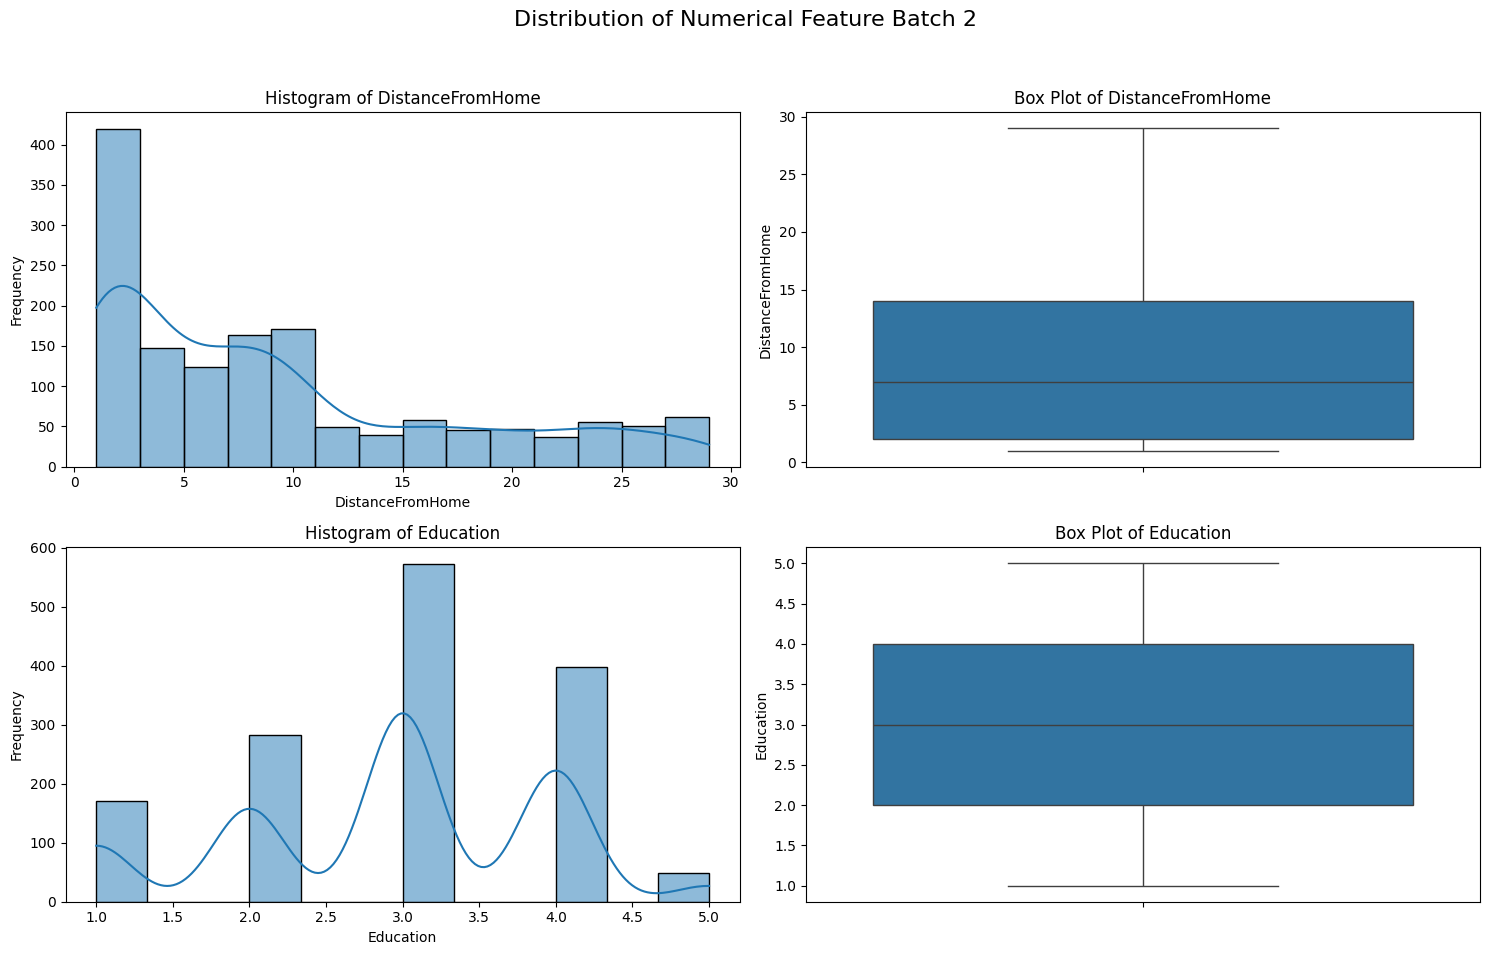 Distribution of Numerical Feature Batch 2
Histogram of DistanceFromHome
Frequency
400
350
300
250
200
150
100
50
0
0 5 10 15 20 25 30
DistanceFromHome
Box Plot of DistanceFromHome
DistanceFromHome
30
25
20
15
10
5
0
Histogram of Education
Frequency
600
500
400
300
200
100
0
1.0 1.5 2.0 2.5 3.0 3.5 4.0 4.5 5.0
Education
Box Plot of Education
Education
5.0
4.5
4.0
3.5
3.0
2.5
2.0
1.5
1.0